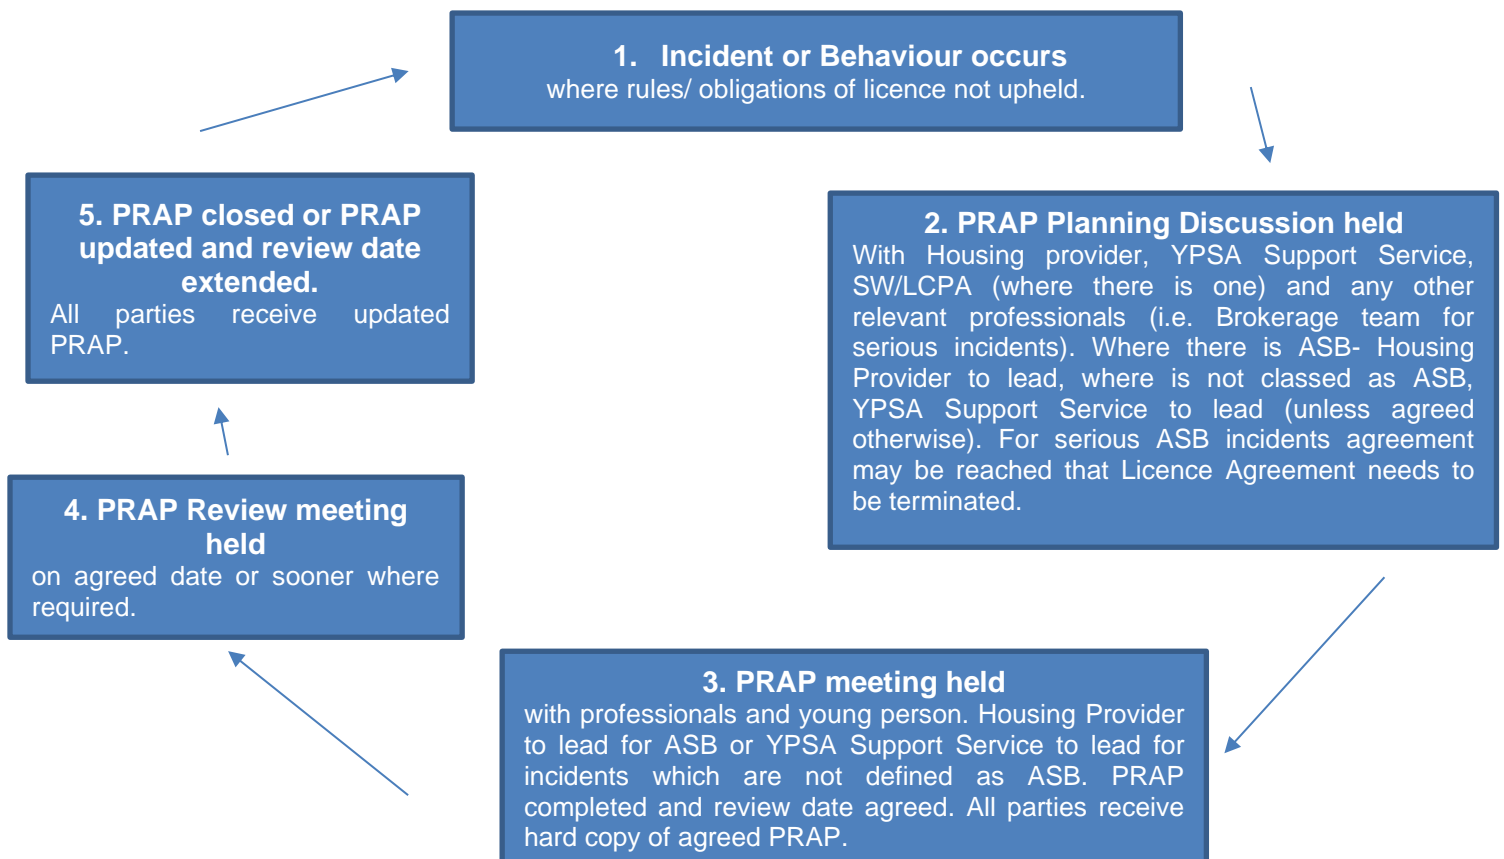 1. Incident or Behaviour occurs
where rules/ obligations of licence not upheld.
2. PRAP Planning Discussion held
With Housing provider, YPSA Support Service,
SW/LCPA (where there is one) and any other
relevant professionals (i.e. Brokerage team for
serious incidents). Where there is ASB- Housing
Provider to lead, where is not classed as ASB,
YPSA Support Service to lead (unless agreed
otherwise). For serious ASB incidents agreement
may be reached that Licence Agreement needs to
be terminated.
3. PRAP meeting held
with professionals and young person. Housing Provider
to lead for ASB or YPSA Support Service to lead for
incidents which are not defined as ASB. PRAP
completed and review date agreed. All parties receive
hard copy of agreed PRAP.
4. PRAP Review meeting
held
on agreed date or sooner where
required.
5. PRAP closed or PRAP
updated and review date
extended.
All parties receive updated
PRAP.